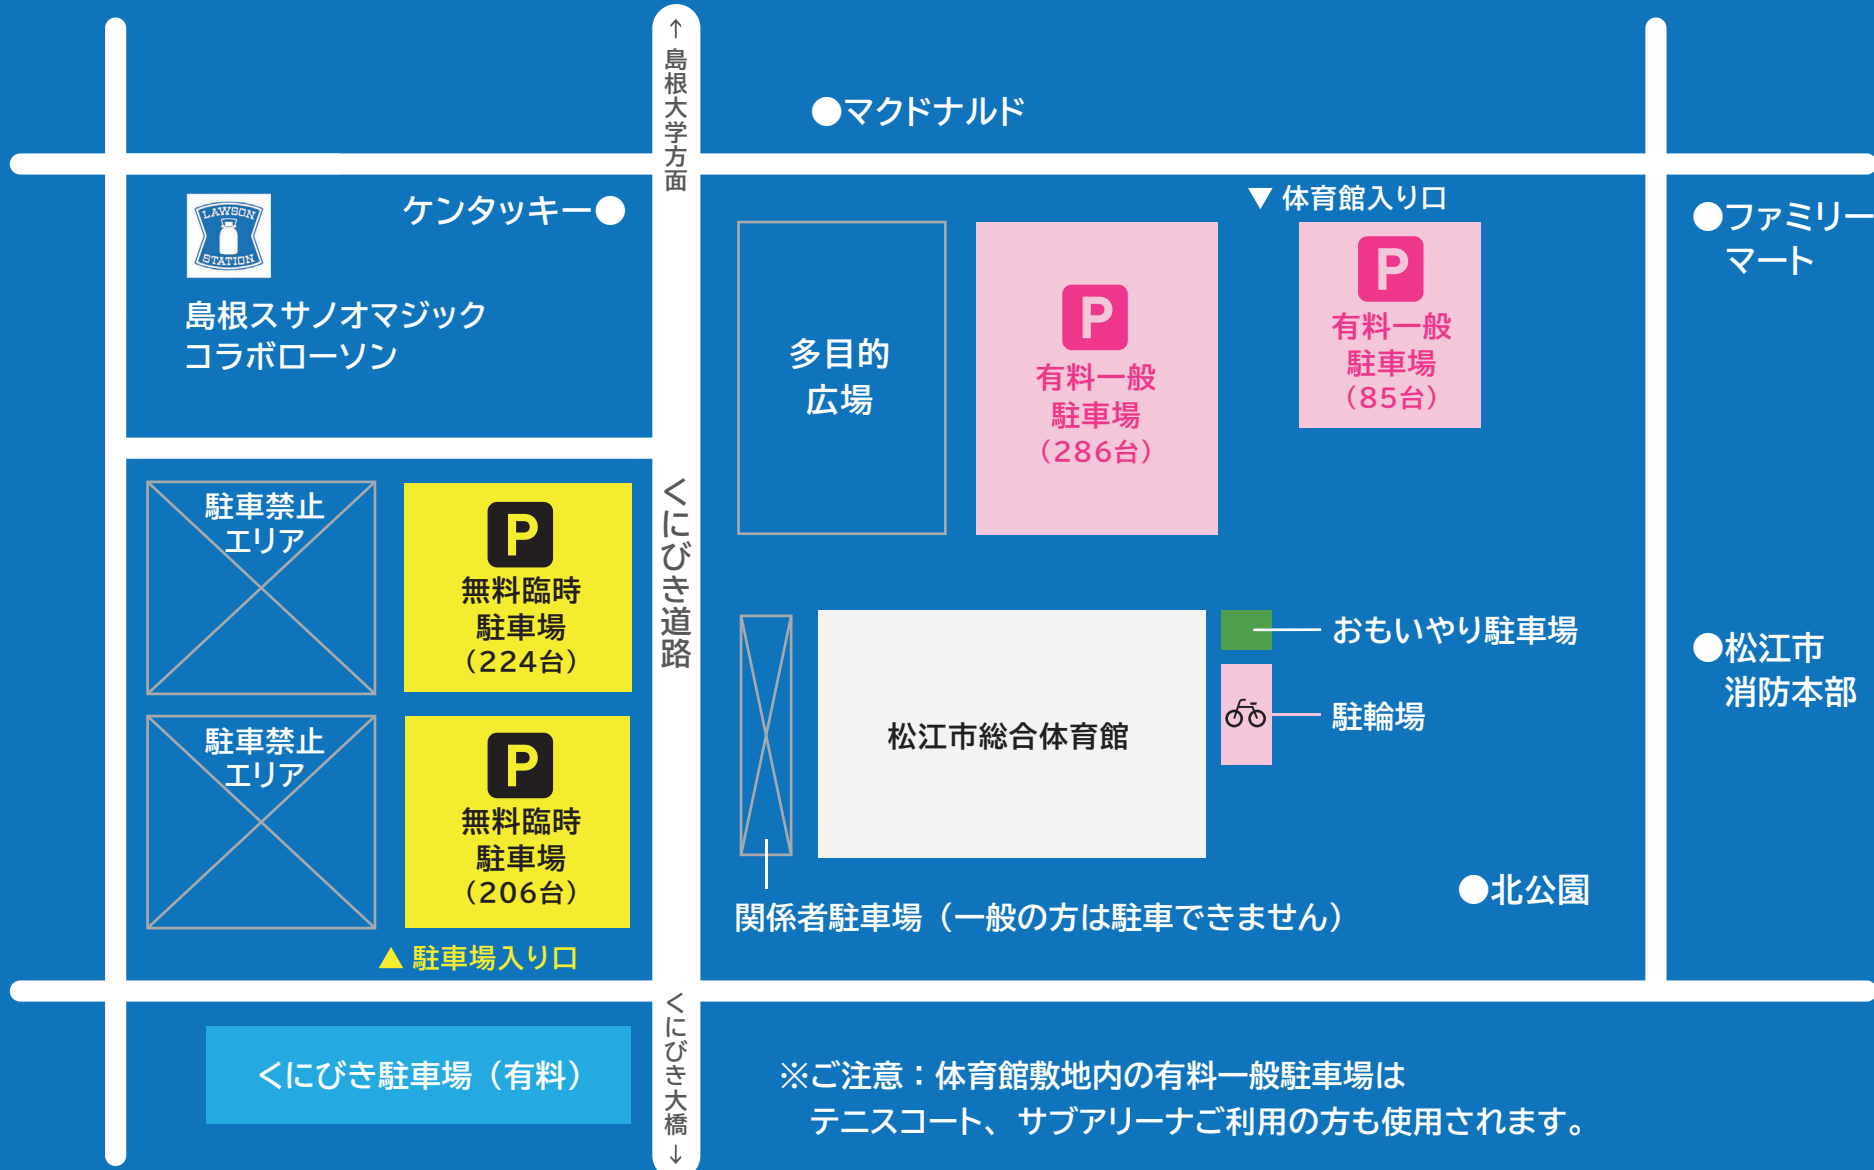 ↑島根大学方面
●マクドナルド
▼ 体育館入り口
ケンタッキー●
LAWSON
STATION
島根スサノオマジック
コラボローソン
多目的
広場
P
有料一般
駐車場
（286台）
P
有料一般
駐車場
（85台）
●ファミリー
マート
駐車禁止
エリア
P
無料臨時
駐車場
（224台）
くにびき道路
駐車禁止
エリア
P
無料臨時
駐車場
（206台）
▲ 駐車場入り口
松江市総合体育館
おもいやり駐車場
駐輪場
●松江市
消防本部
関係者駐車場（一般の方は駐車できません）
●北公園
くにびき駐車場（有料）
くにびき大橋↓
※ご注意：体育館敷地内の有料一般駐車場は
テニスコート、サブアリーナご利用の方も使用されます。